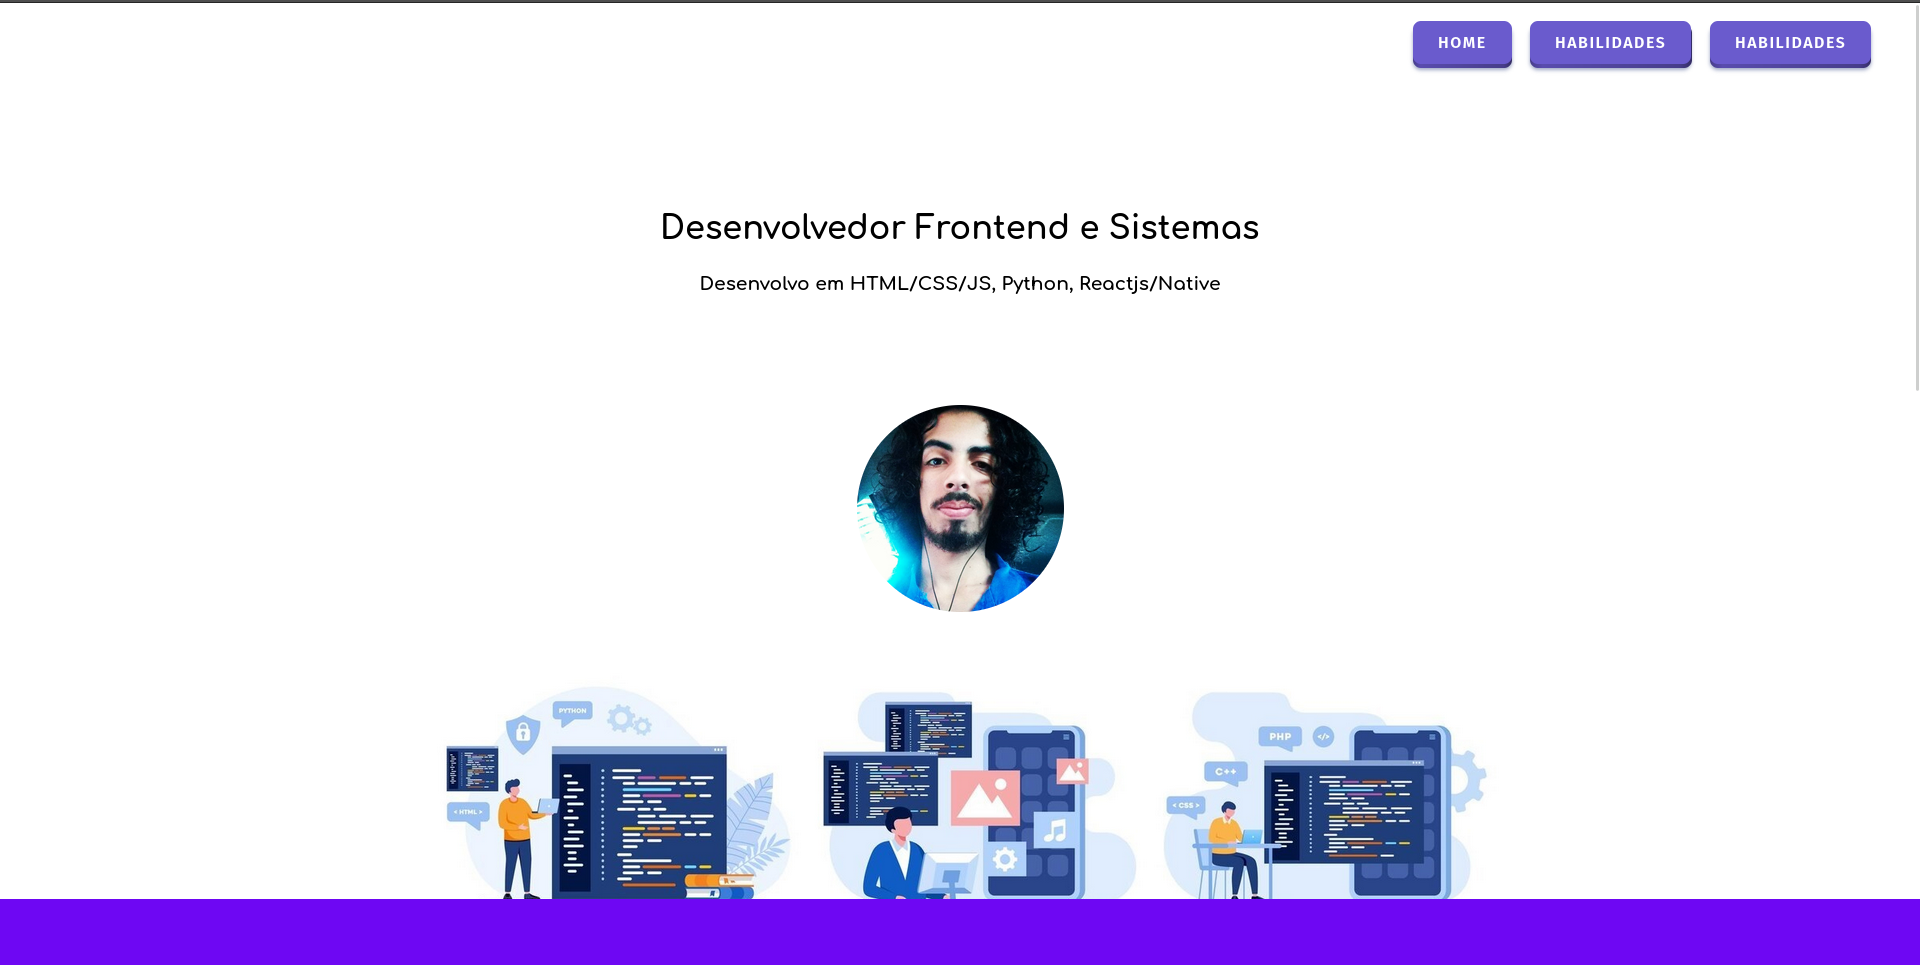 HOME
HABILIDADES
HABILIDADES
Desenvolvedor Frontend e Sistemas
Desenvolvo em HTML/CSS/JS, Python, Reactjs/Native
PYTHON
< HTML >
PHP
</>
C++
< CSS >